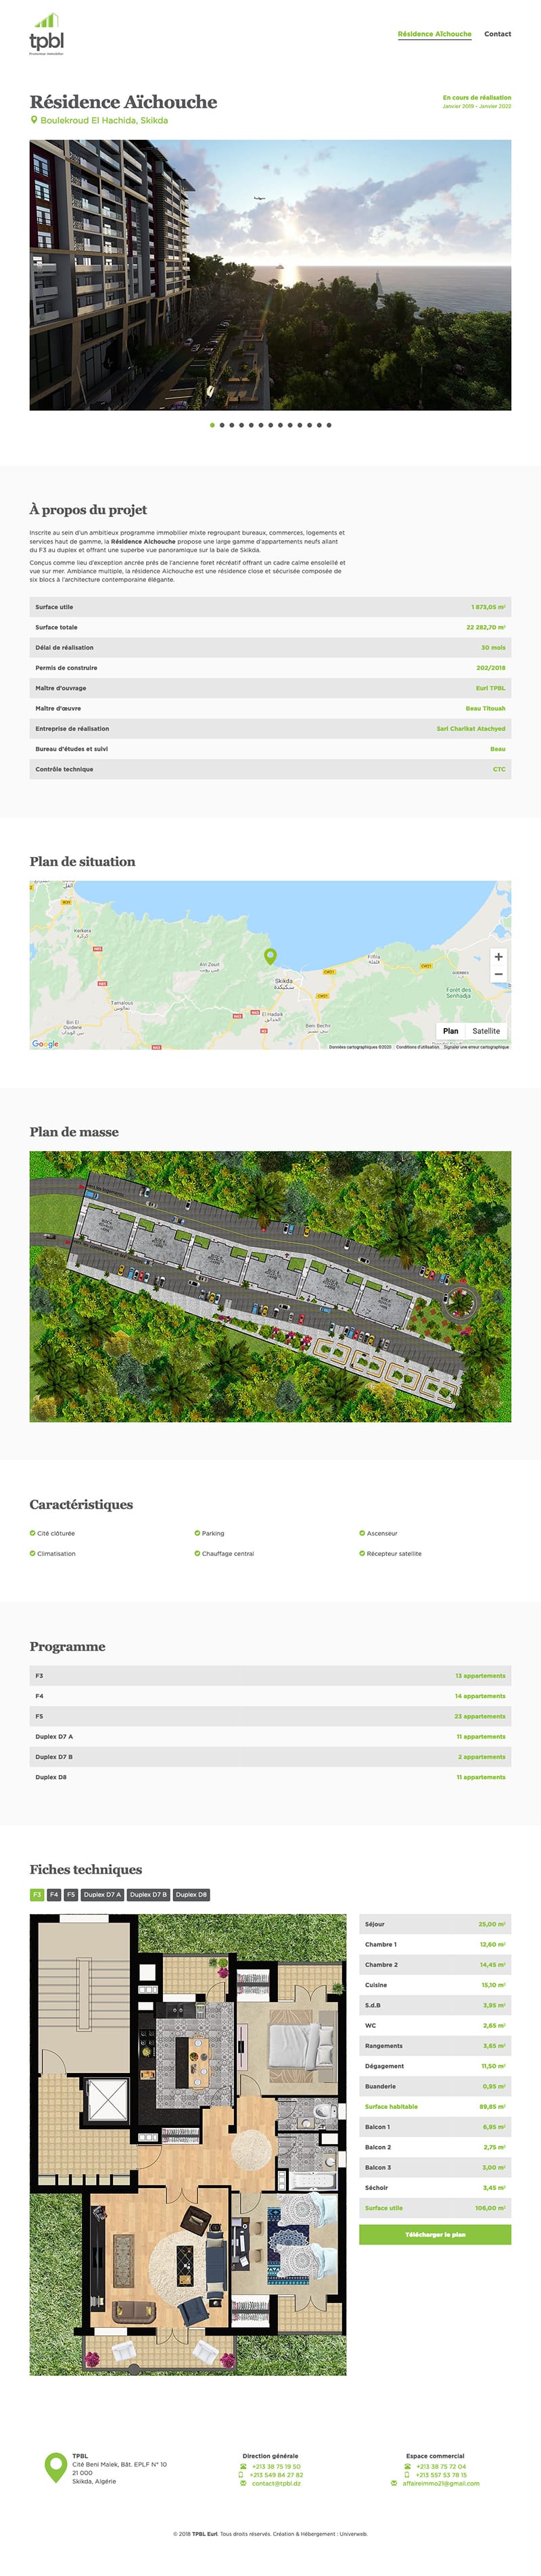 tpbl
Promotion immobilière
Résidence Aïchouche
Contact
Résidence Aïchouche
Boulekroud El Hachida, Skikda
En cours de réalisation
Janvier 2019 - Janvier 2022
À propos du projet
Inscrite au sein d'un ambitieux programme immobilier mixte regroupant bureaux, commerces, logements et
services haut de gamme, la Résidence Aichouche propose une large gamme d'appartements neufs allant
du F3 au duplex et offrant une superbe vue panoramique sur la baie de Skikda.
Conçus comme lieu d'exception ancrée près de l'ancienne foret récréatif offrant un cadre calme ensoleilé et
vue sur mer. Ambiance multiple, la résidence Aichouche est une résidence close et sécurisée composée de
six blocs à l'architecture contemporaine élégante.
Surface utile 1 873,05 m²
Surface totale 22 282,70 m²
Délai de réalisation 30 mois
Permis de construire 202/2018
Maître d'ouvrage Eurl TPBL
Maître d'œuvre Beau Titouah
Entreprise de réalisation Sarl Charikat Atachyed
Bureau d'études et suivi Beau
Contrôle technique CTC
Plan de situation
Kerkera
Aïn Zouit
Skikda
سكيكدة
Filfila
Tamalous
El Hadaik
Beni Bechir
Bin El
Ouidene
Forêt des
Senhadja
Plan Satellite
Google
Données cartographiques ©2020 Conditions d'utilisation Signaler une erreur cartographique
Plan de masse
Caractéristiques
Cité clôturée
Parking
Ascenseur
Climatisation
Chauffage central
Récepteur satellite
Programme
F3 13 appartements
F4 14 appartements
F5 23 appartements
Duplex D7 A 11 appartements
Duplex D7 B 2 appartements
Duplex D8 11 appartements
Fiches techniques
F3 F4 F5 Duplex D7 A Duplex D7 B Duplex D8
Séjour 25,00 m²
Chambre 1 12,60 m²
Chambre 2 14,45 m²
Cuisine 15,10 m²
S.d.B 3,95 m²
WC 2,85 m²
Rangements 3,65 m²
Dégagement 11,50 m²
Buanderie 0,95 m²
Surface habitable 89,85 m²
Balcon 1 6,95 m²
Balcon 2 2,75 m²
Balcon 3 3,00 m²
Séchoir 3,45 m²
Surface utile 106,00 m²
Télécharger le plan
TPBL
Cité Beni Malek, Bât. EPLF N° 10
21 000
Skikda, Algérie
Direction générale
+213 38 75 19 50
+213 549 84 27 82
contact@tpbl.dz
Espace commercial
+213 38 75 72 04
+213 557 53 78 15
affaireimmo21@gmail.com
© 2018 TPBL Eurl. Tous droits réservés. Création & Hébergement : Univerweb.